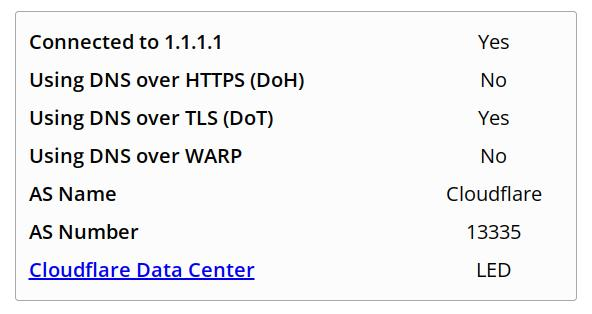 Connected to 1.1.1.1 Yes
Using DNS over HTTPS (DoH) No
Using DNS over TLS (DoT) Yes
Using DNS over WARP No
AS Name Cloudflare
AS Number 13335
Cloudflare Data Center LED